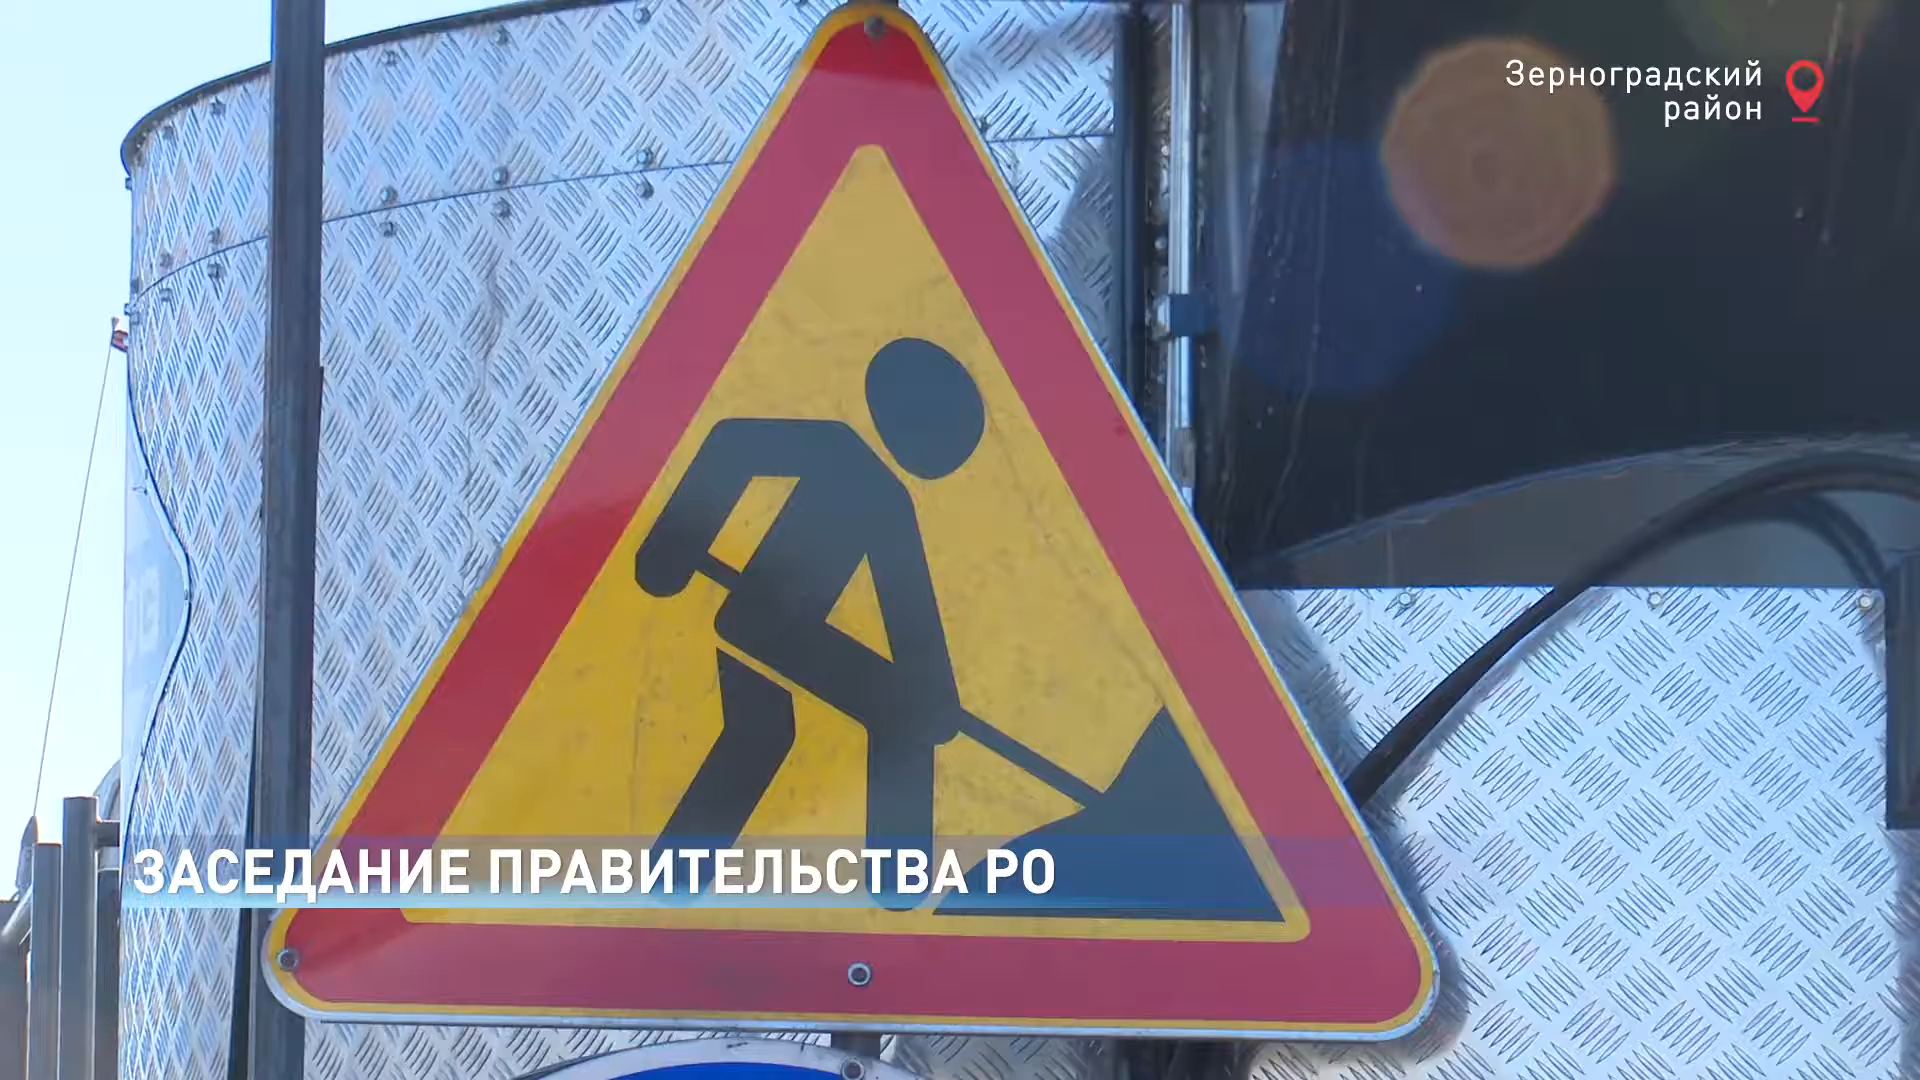 Зерноградский
район
ЗАСЕДАНИЕ ПРАВИТЕЛЬСТВА РО